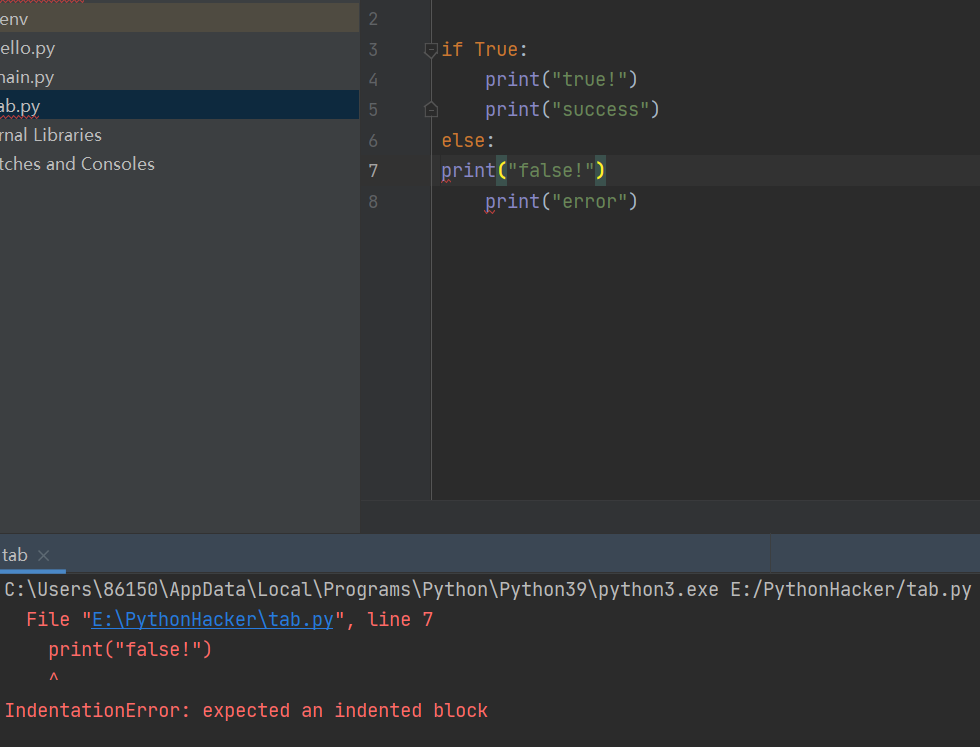 env
ello.py
nain.py
ab.py
rnal Libraries
tches and Consoles
2
3 if True:
4     print("true!")
5     print("success")
6 else:
7 print("false!")
8     print("error")
tab
C:\Users\86150\AppData\Local\Programs\Python\Python39\python3.exe E:/PythonHacker/tab.py
  File "E:\PythonHacker\tab.py", line 7
    print("false!")
    ^
IndentationError: expected an indented block